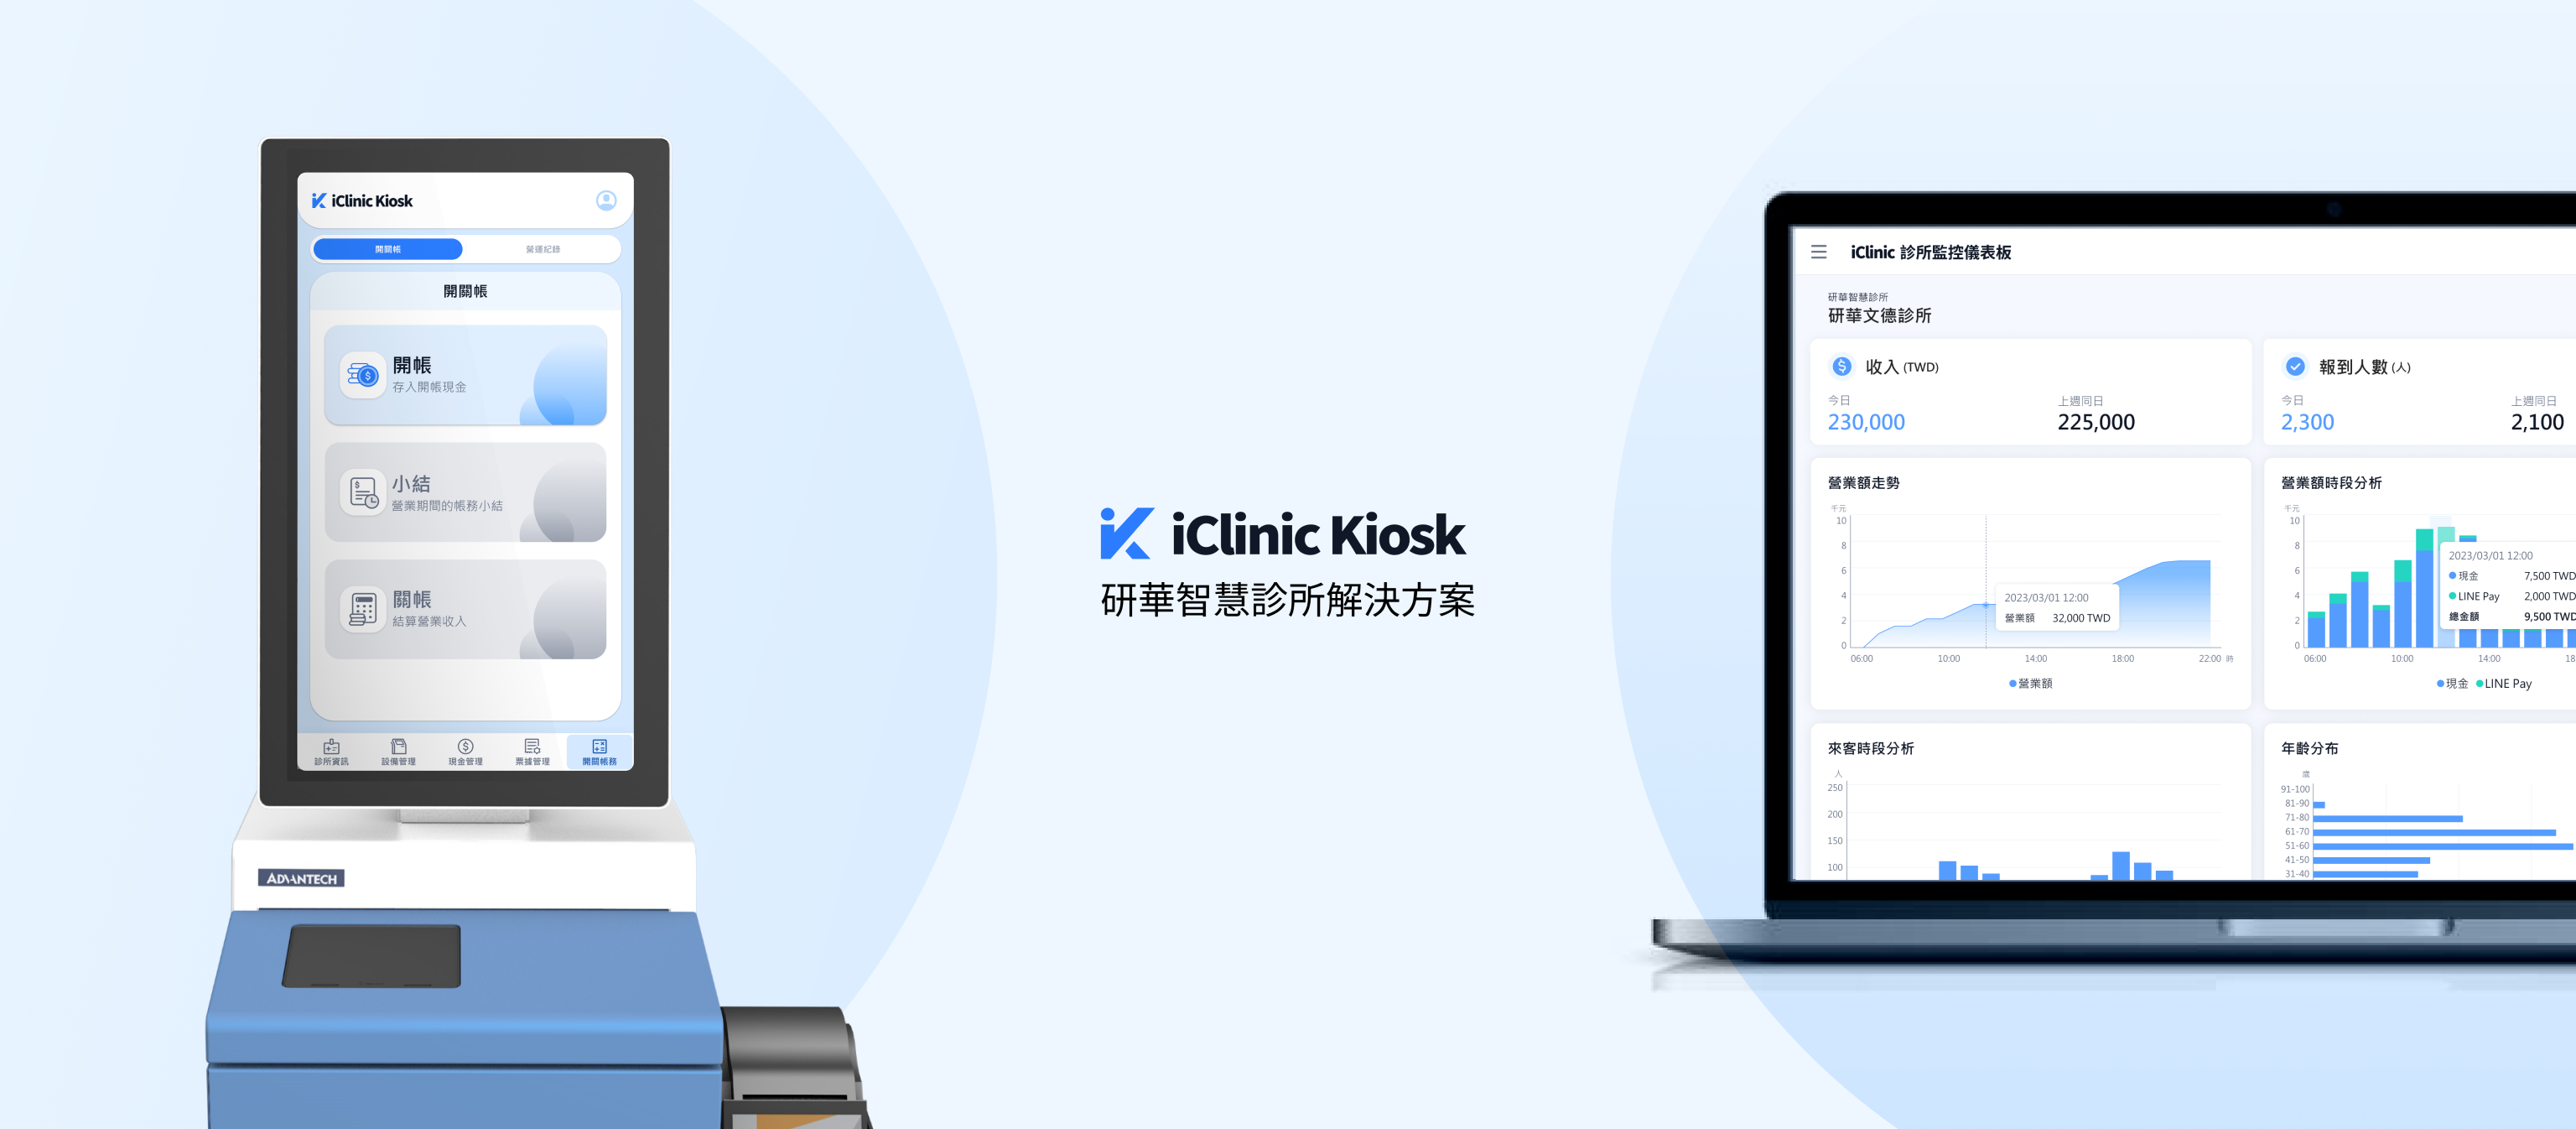 iClinic Kiosk
開關帳
營運紀錄
開關帳
開帳
存入開帳現金
小結
營業期間的帳務小結
關帳
結算營業收入
診所資訊
設備管理
現金管理
票據管理
開關帳務
ADVANTECH
iClinic Kiosk
研華智慧診所解決方案
iClinic 診所監控儀表板
研華智慧診所
研華文德診所
收入 (TWD)
今日
上週同日
230,000
225,000
報到人數 (人)
今日
上週同日
2,300
2,100
營業額走勢
千元
10
8
6
4
2
0
2023/03/01 12:00
營業額 32,000 TWD
06:00 10:00 14:00 18:00 22:00 時
營業額
營業額時段分析
千元
10
8
6
4
2
0
2023/03/01 12:00
現金 7,500 TWD
LINE Pay 2,000 TWD
總金額 9,500 TWD
06:00 10:00 14:00 18
現金 LINE Pay
來客時段分析
人
250
200
150
100
年齡分布
歲
91-100
81-90
71-80
61-70
51-60
41-50
31-40